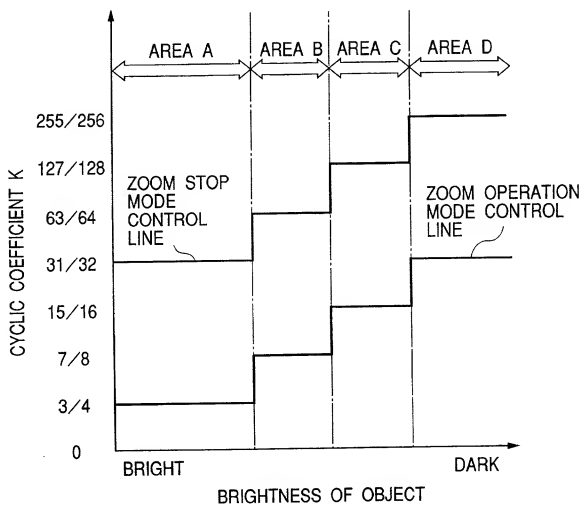 AREA A
AREA B
AREA C
AREA D
255/256
127/128
63/64
31/32
15/16
7/8
3/4
0
CYCLIC COEFFICIENT K
ZOOM STOP
MODE
CONTROL
LINE
ZOOM OPERATION
MODE CONTROL
LINE
BRIGHT
DARK
BRIGHTNESS OF OBJECT